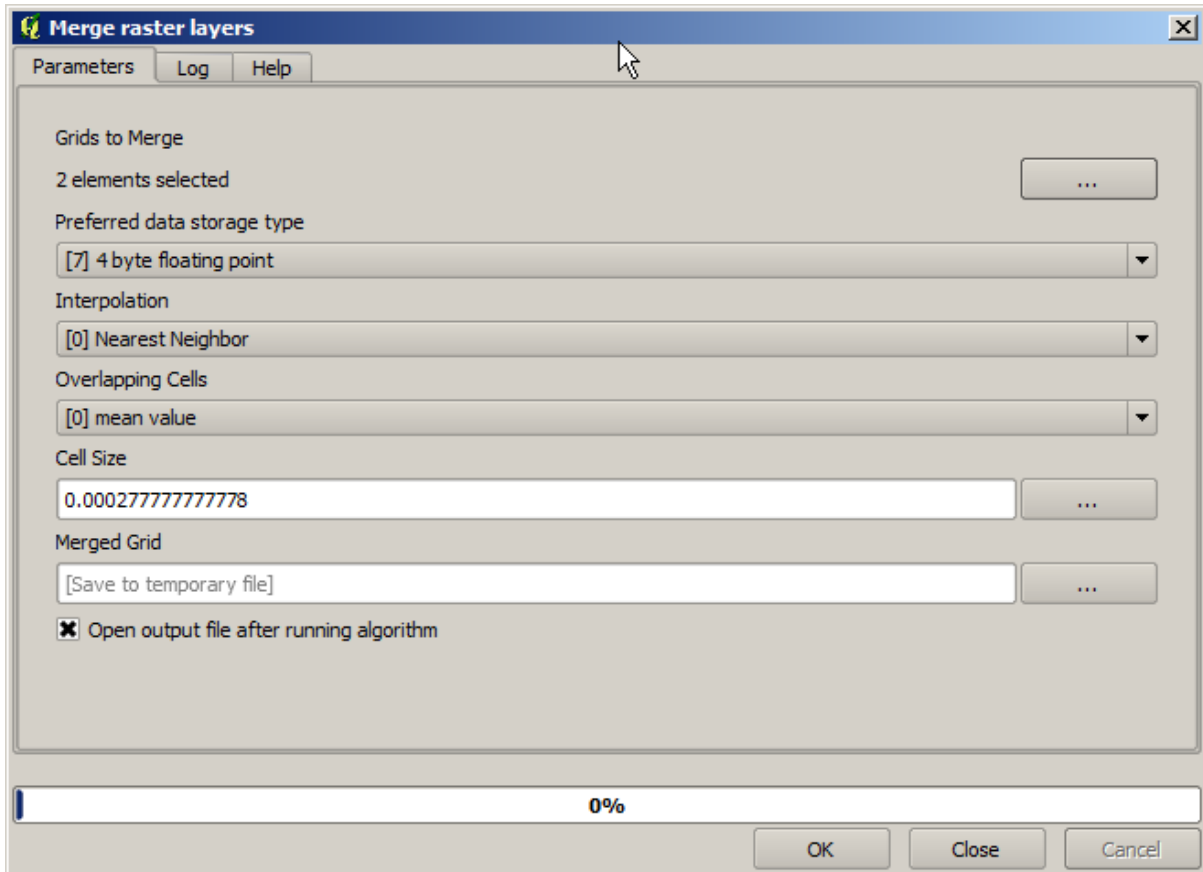 Merge raster layers
Parameters Log Help
Grids to Merge
2 elements selected
...
Preferred data storage type
[7] 4 byte floating point
Interpolation
[0] Nearest Neighbor
Overlapping Cells
[0] mean value
Cell Size
0.000277777777778
...
Merged Grid
[Save to temporary file]
...
Open output file after running algorithm
0%
OK Close Cancel